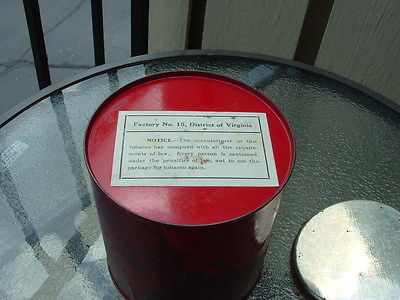 Factory No. 15, District of Virginia
NOTICE.—The manufacturer of this
tobacco has complied with all the require-
ments of law. Every person is cautioned
under the penalties of law, not to use this
package for tobacco again.